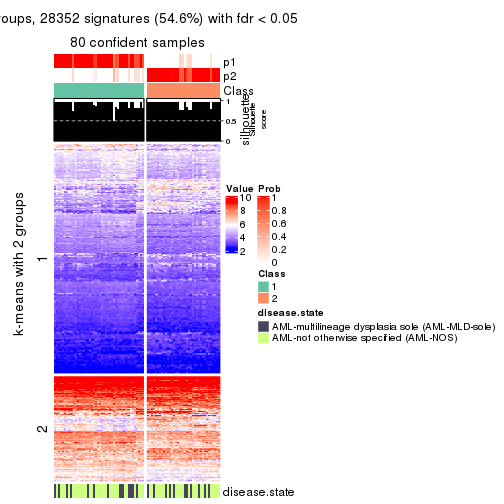 roups, 28352 signatures (54.6%) with fdr < 0.05
80 confident samples
p1
p2
Class
silhouette
Silhouette
score
1
0.5
0
k-means with 2 groups
1
2
Value
10
8
6
4
2
Prob
1
0.8
0.6
0.4
0.2
0
Class
1
2
disease.state
AML-multilineage dysplasia sole (AML-MLD-sole)
AML-not otherwise specified (AML-NOS)
disease.state